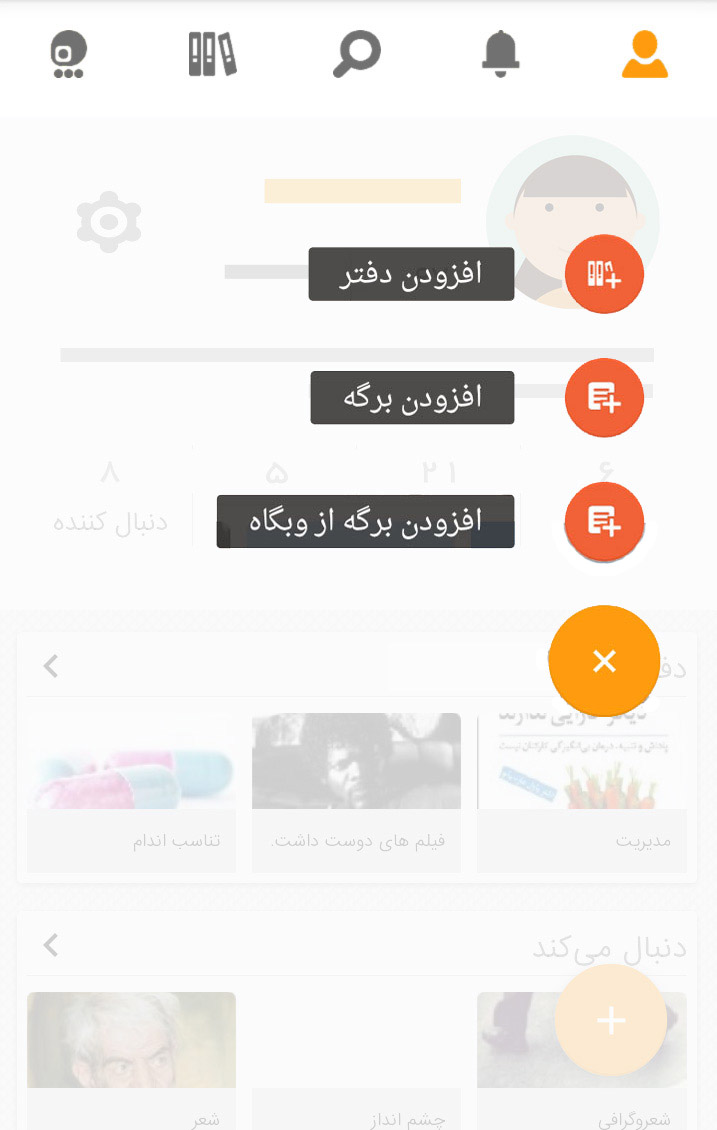 افزودن دفتر
افزودن برگه
۶
۲۱
۵
۸
دنبال کننده
افزودن برگه از وبگاه
مدیریت
فیلم های دوست داشت.
تناسب اندام
دنبال می‌کند
شعروگرافی
چشم انداز
شعر